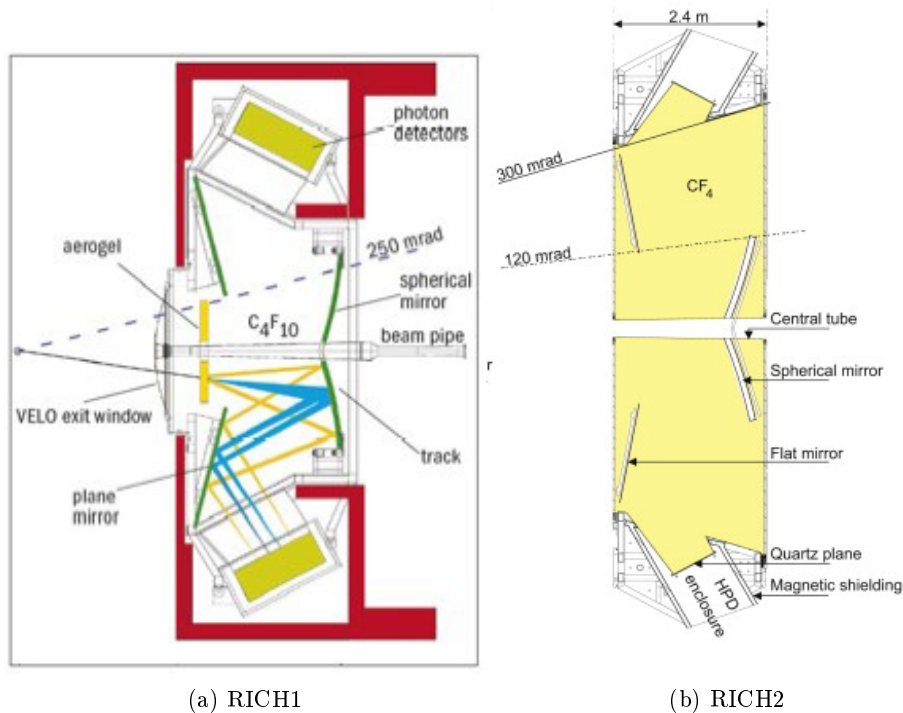 photon
detectors
250 mrad
aerogel
C4F10
spherical
mirror
beam pipe
VELO exit window
track
plane
mirror
2.4 m
300 mrad
CF4
120 mrad
Central tube
r
Spherical mirror
Flat mirror
Quartz plane
Magnetic shielding
HPD
enclosure
(a) RICH1
(b) RICH2